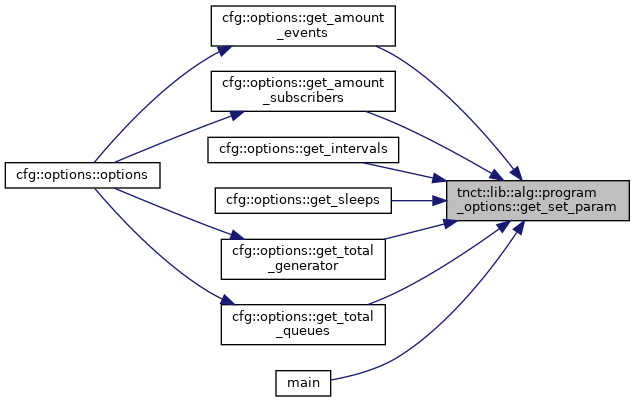 cfg::options::get_amount
_events
cfg::options::get_amount
_subscribers
cfg::options::get_intervals
cfg::options::options
cfg::options::get_sleeps
tnct::lib::alg::program
_options::get_set_param
cfg::options::get_total
_generator
cfg::options::get_total
_queues
main